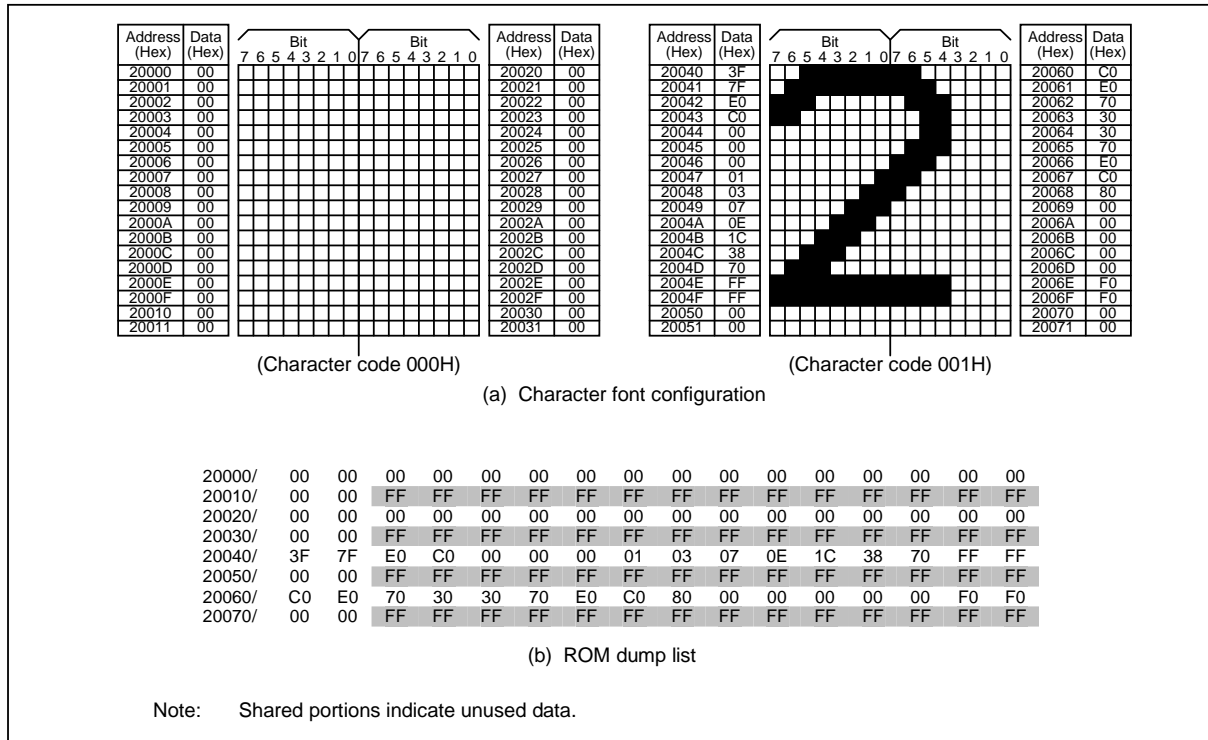 Address Data Bit Bit Address Data Address Data Bit Bit Address Data
(Hex) (Hex) 7 6 5 4 3 2 1 0 7 6 5 4 3 2 1 0 (Hex) (Hex) (Hex) (Hex) 7 6 5 4 3 2 1 0 7 6 5 4 3 2 1 0 (Hex) (Hex)
20000 00 20020 00 20040 3F 20060 C0
20001 00 20021 00 20041 7F 20061 E0
20002 00 20022 00 20042 E0 20062 70
20003 00 20023 00 20043 C0 20063 30
20004 00 20024 00 20044 00 20064 30
20005 00 20025 00 20045 00 20065 70
20006 00 20026 00 20046 00 20066 E0
20007 00 20027 00 20047 01 20067 C0
20008 00 20028 00 20048 03 20068 80
20009 00 20029 00 20049 07 20069 00
2000A 00 2002A 00 2004A 0E 2006A 00
2000B 00 2002B 00 2004B 1C 2006B 00
2000C 00 2002C 00 2004C 38 2006C 00
2000D 00 2002D 00 2004D 70 2006D 00
2000E 00 2002E 00 2004E FF 2006E F0
2000F 00 2002F 00 2004F FF 2006F F0
20010 00 20030 00 20050 00 20070 00
20011 00 20031 00 20051 00 20071 00
(Character code 000H) (Character code 001H)
(a) Character font configuration
20000/ 00 00 00 00 00 00 00 00 00 00 00 00 00 00 00 00
20010/ 00 00 FF FF FF FF FF FF FF FF FF FF FF FF FF FF
20020/ 00 00 00 00 00 00 00 00 00 00 00 00 00 00 00 00
20030/ 00 00 FF FF FF FF FF FF FF FF FF FF FF FF FF FF
20040/ 3F 7F E0 C0 00 00 00 01 03 07 0E 1C 38 70 FF FF
20050/ 00 00 FF FF FF FF FF FF FF FF FF FF FF FF FF FF
20060/ C0 E0 70 30 30 70 E0 C0 80 00 00 00 00 00 F0 F0
20070/ 00 00 FF FF FF FF FF FF FF FF FF FF FF FF FF FF
(b) ROM dump list
Note: Shared portions indicate unused data.